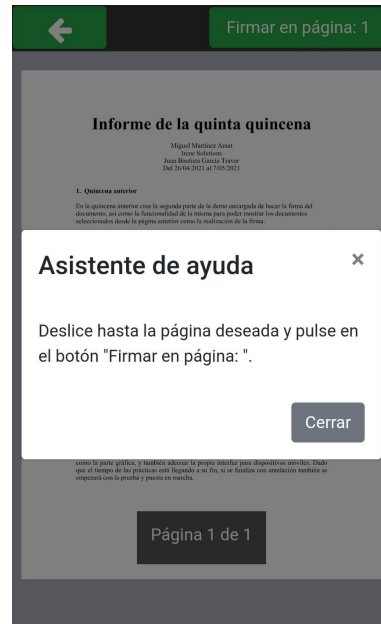 Firmar en página: 1
Informe de la quinta quincena
Miguel Martínez Amat
Irene Solutions
Juan Bautista García Traver
Del 26/04/2021 al 7/05/2021
1. Quincena anterior
En la quincena anterior cree la segunda parte de la demo encargada de hacer la firma del
documento, así como la funcionalidad de la misma para poder mostrar los documentos
seleccionados desde la página anterior como la realización de la firma.
Asistente de ayuda
×
Deslice hasta la página deseada y pulse en
el botón "Firmar en página: ".
Cerrar
como la parte gráfica, y también adecuar la propia interfaz para dispositivos móviles. Dado
que el tiempo de las prácticas está llegando a su fin, si se finaliza con antelación también se
empezará con la prueba y puesta en marcha.
Página 1 de 1